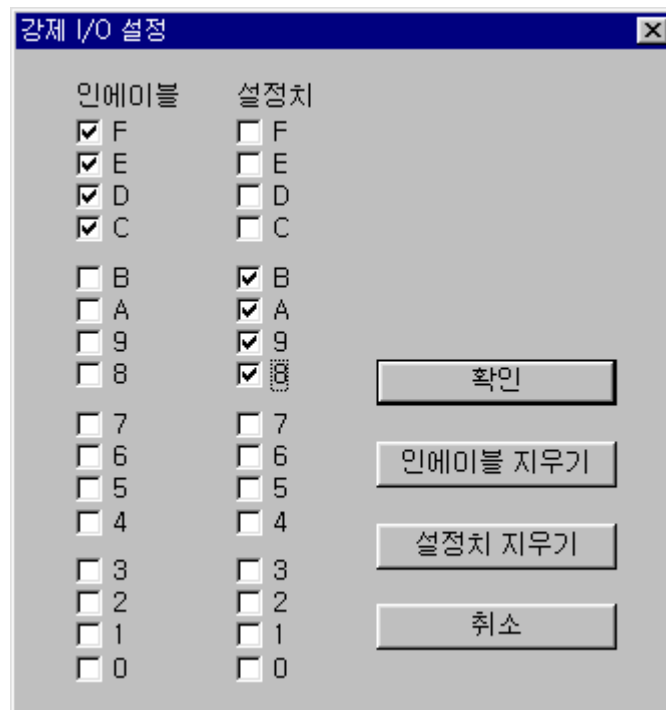 강제 I/O 설정
인에이블 설정치
F F
E E
D D
C C
B B
A A
9 9
8 8
확인
7 7
6 6
인에이블 지우기
5 5
4 4
설정치 지우기
3 3
2 2
취소
1 1
0 0